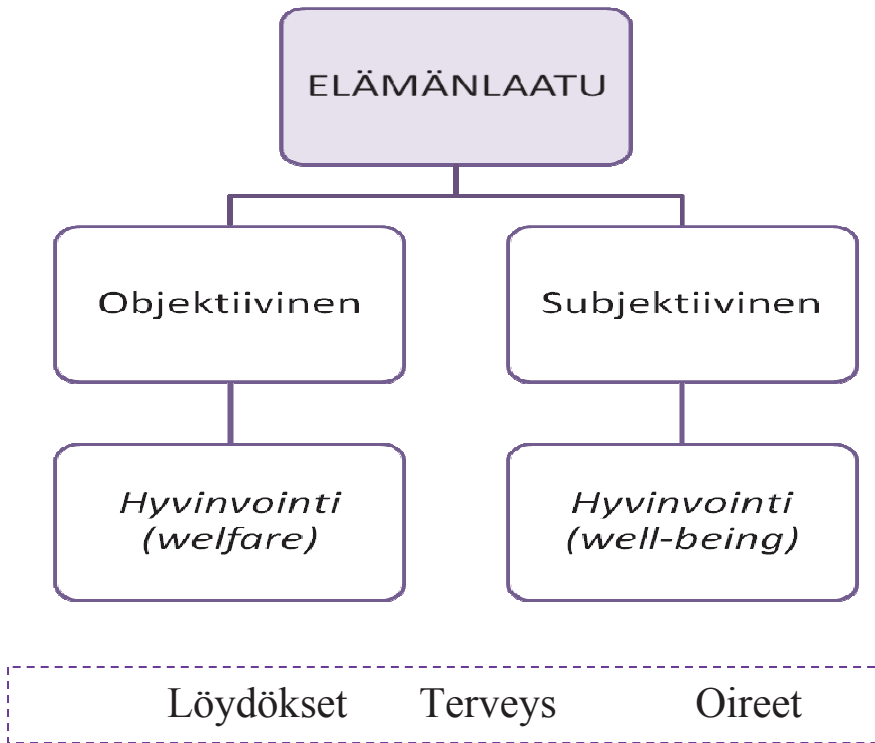 ELÄMÄNLAATU
Objektiivinen
Subjektiivinen
Hyvinvointi
(welfare)
Hyvinvointi
(well-being)
Löydökset Terveys Oireet